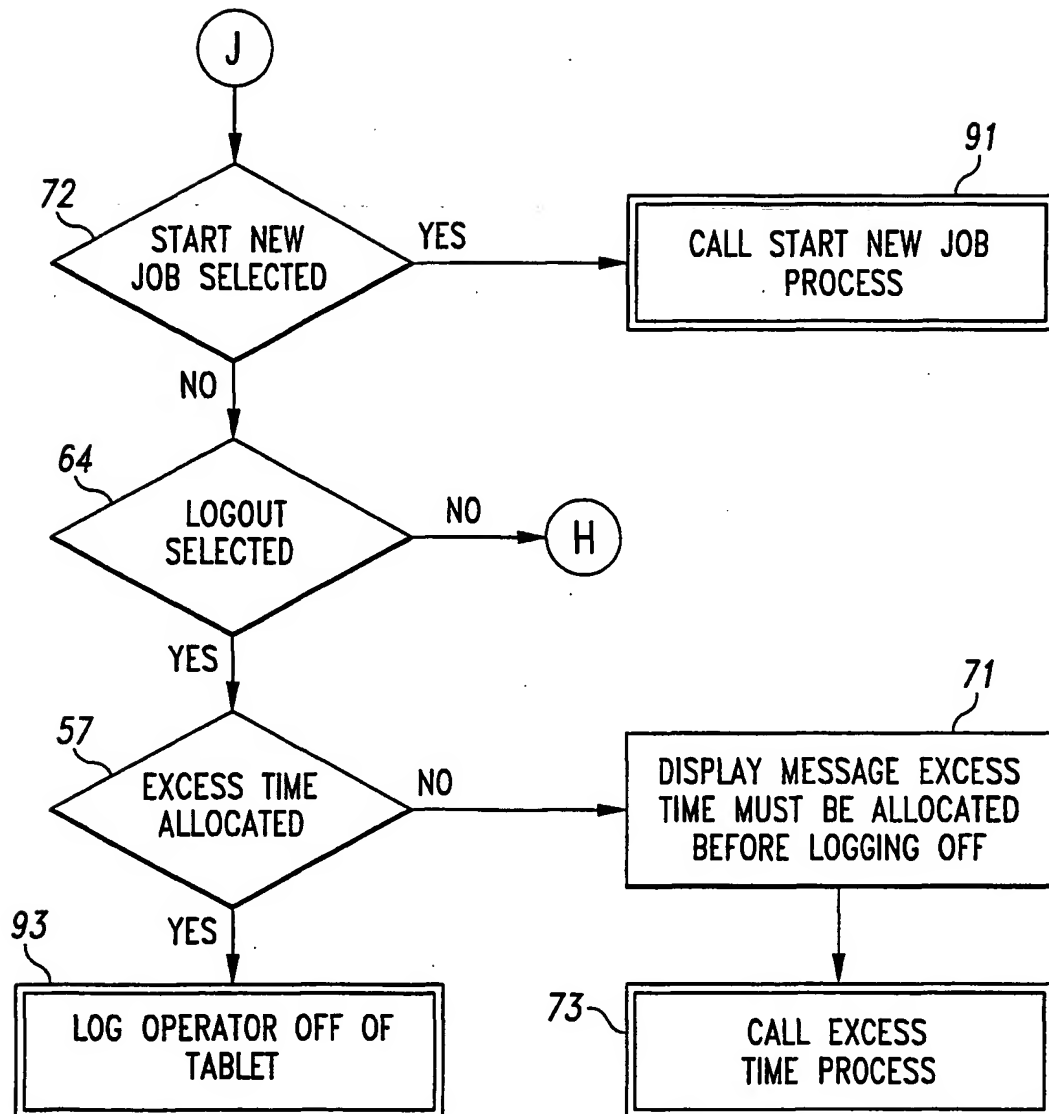 J
72
START NEW
JOB SELECTED
YES
91
CALL START NEW JOB
PROCESS
NO
64
LOGOUT
SELECTED
NO
H
YES
57
EXCESS TIME
ALLOCATED
NO
71
DISPLAY MESSAGE EXCESS
TIME MUST BE ALLOCATED
BEFORE LOGGING OFF
YES
93
LOG OPERATOR OFF OF
TABLET
73
CALL EXCESS
TIME PROCESS